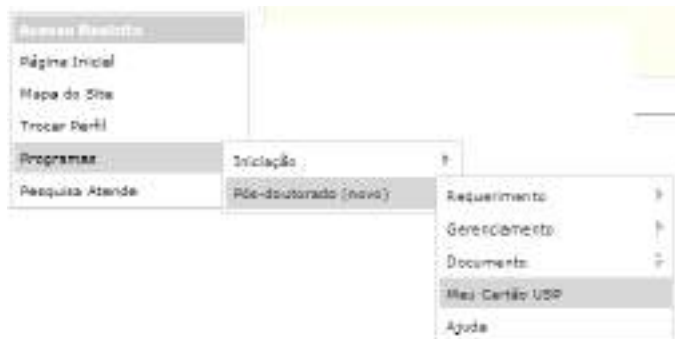 Acesso Restrito
Página Inicial
Mapa do Site
Trocar Perfil
Programas
Pesquisa Atende
Iniciação
Pós-doutorado (novo)
Requerimento
Gerenciamento
Documento
Meu Cartão USP
Ajuda